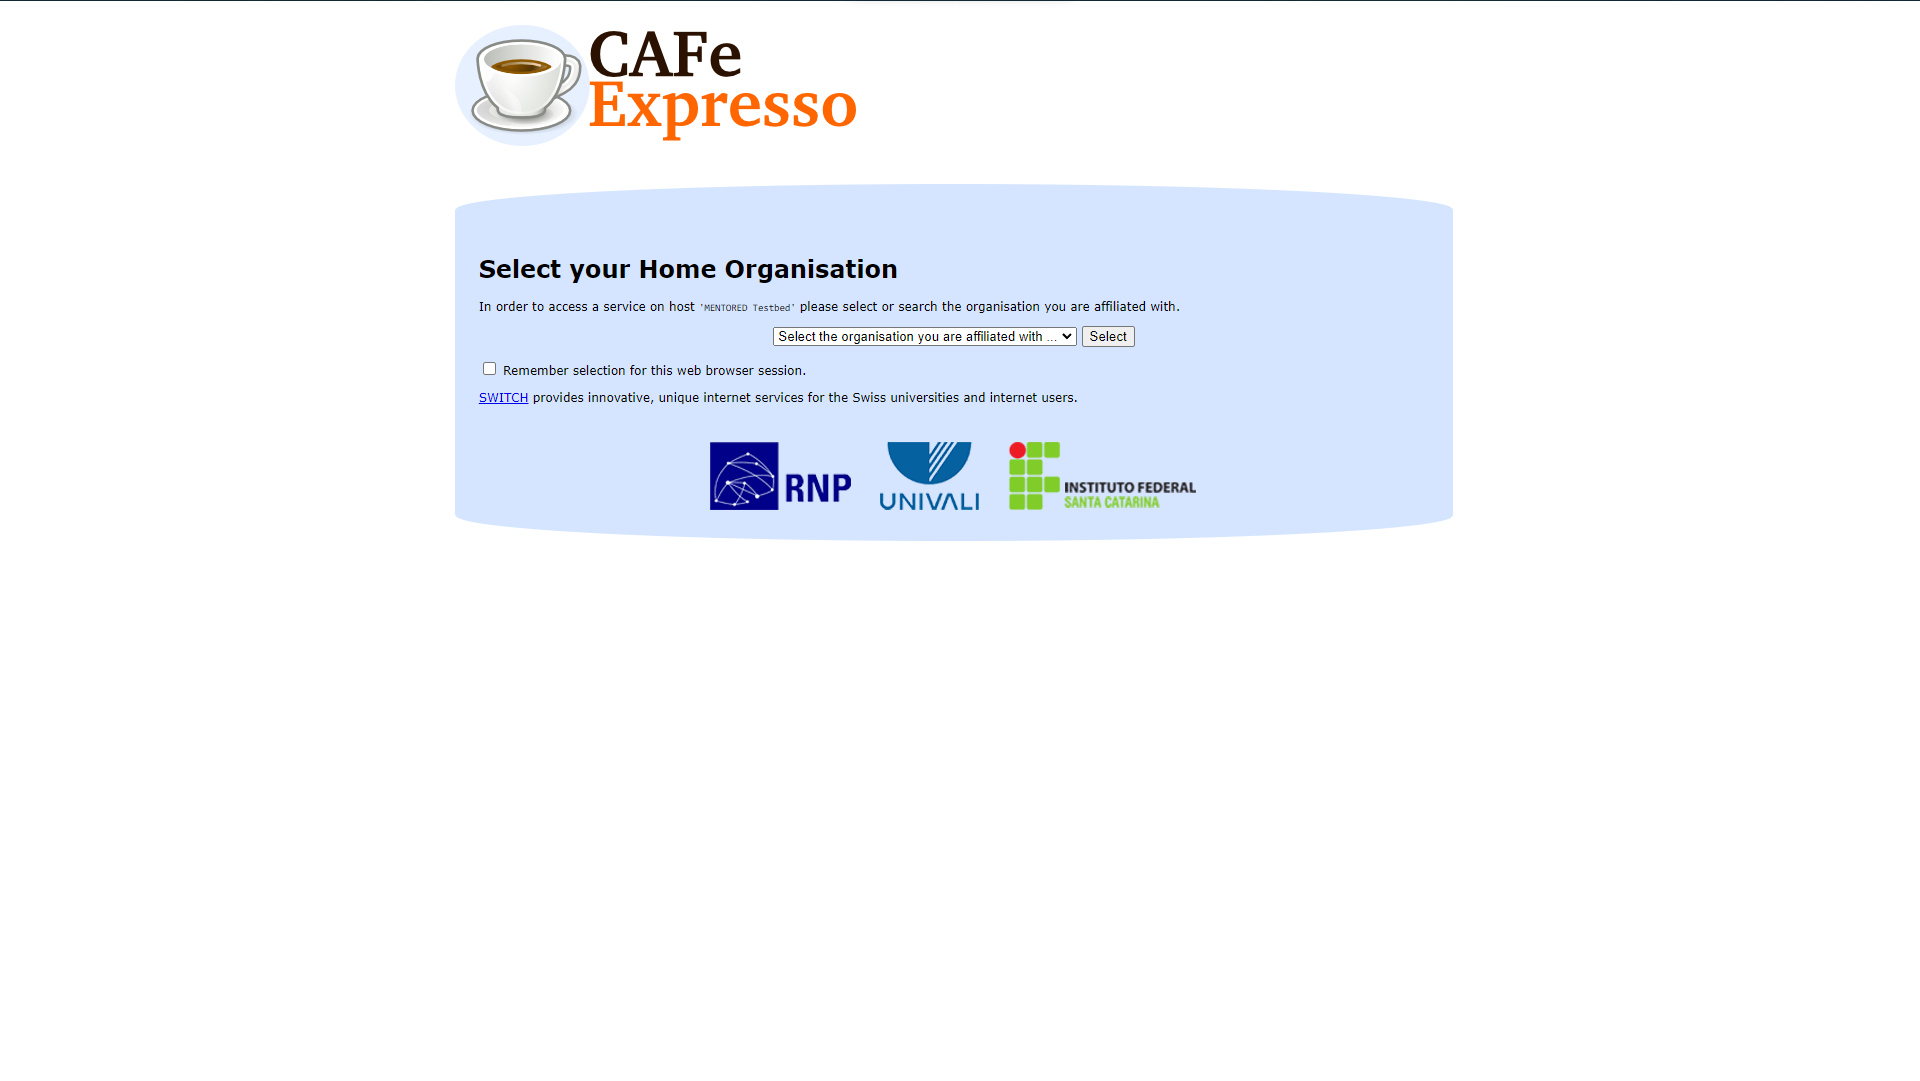 CAFe
Expresso
Select your Home Organisation
In order to access a service on host 'MENTORED Testbed' please select or search the organisation you are affiliated with.
Select the organisation you are affiliated with ... Select
Remember selection for this web browser session.
SWITCH provides innovative, unique internet services for the Swiss universities and internet users.
RNP
UNIVALI
INSTITUTO FEDERAL
SANTA CATARINA